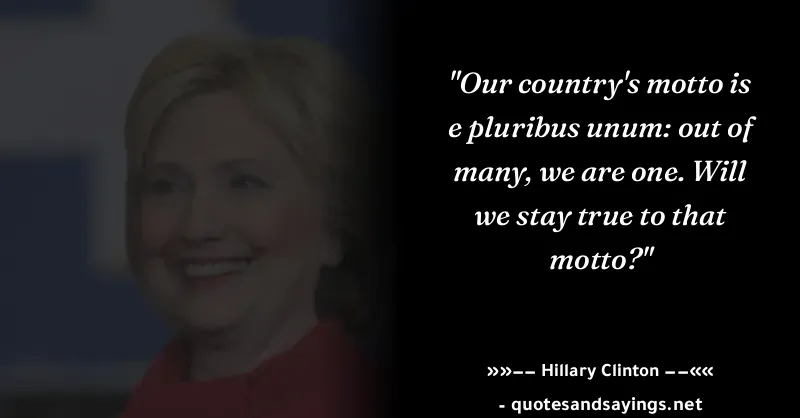 "Our country's motto is
e pluribus unum: out of
many, we are one. Will
we stay true to that
motto?"
»»−− Hillary Clinton −−««
- quotesandsayings.net